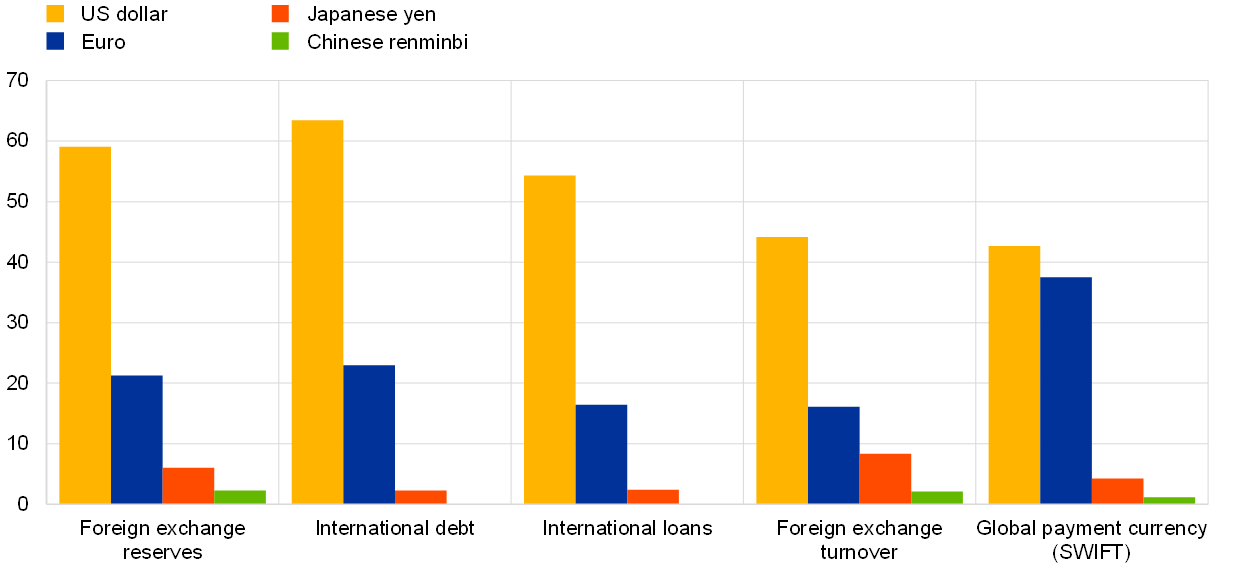 US dollar
Japanese yen
Euro
Chinese renminbi
70
60
50
40
30
20
10
0
Foreign exchange
reserves
International debt
International loans
Foreign exchange
turnover
Global payment currency
(SWIFT)